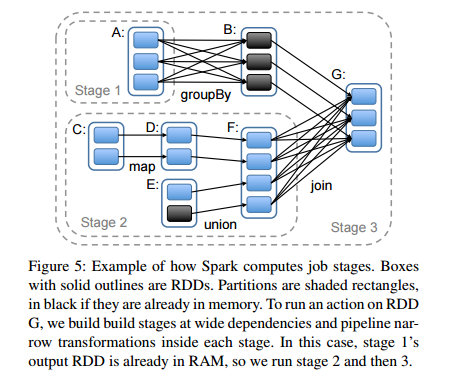 A:
B:
G:
Stage 1
groupBy
C:
D:
F:
map
E:
join
Stage 2
union
Stage 3
Figure 5: Example of how Spark computes job stages. Boxes
with solid outlines are RDDs. Partitions are shaded rectangles,
in black if they are already in memory. To run an action on RDD
G, we build build stages at wide dependencies and pipeline nar-
row transformations inside each stage. In this case, stage 1's
output RDD is already in RAM, so we run stage 2 and then 3.